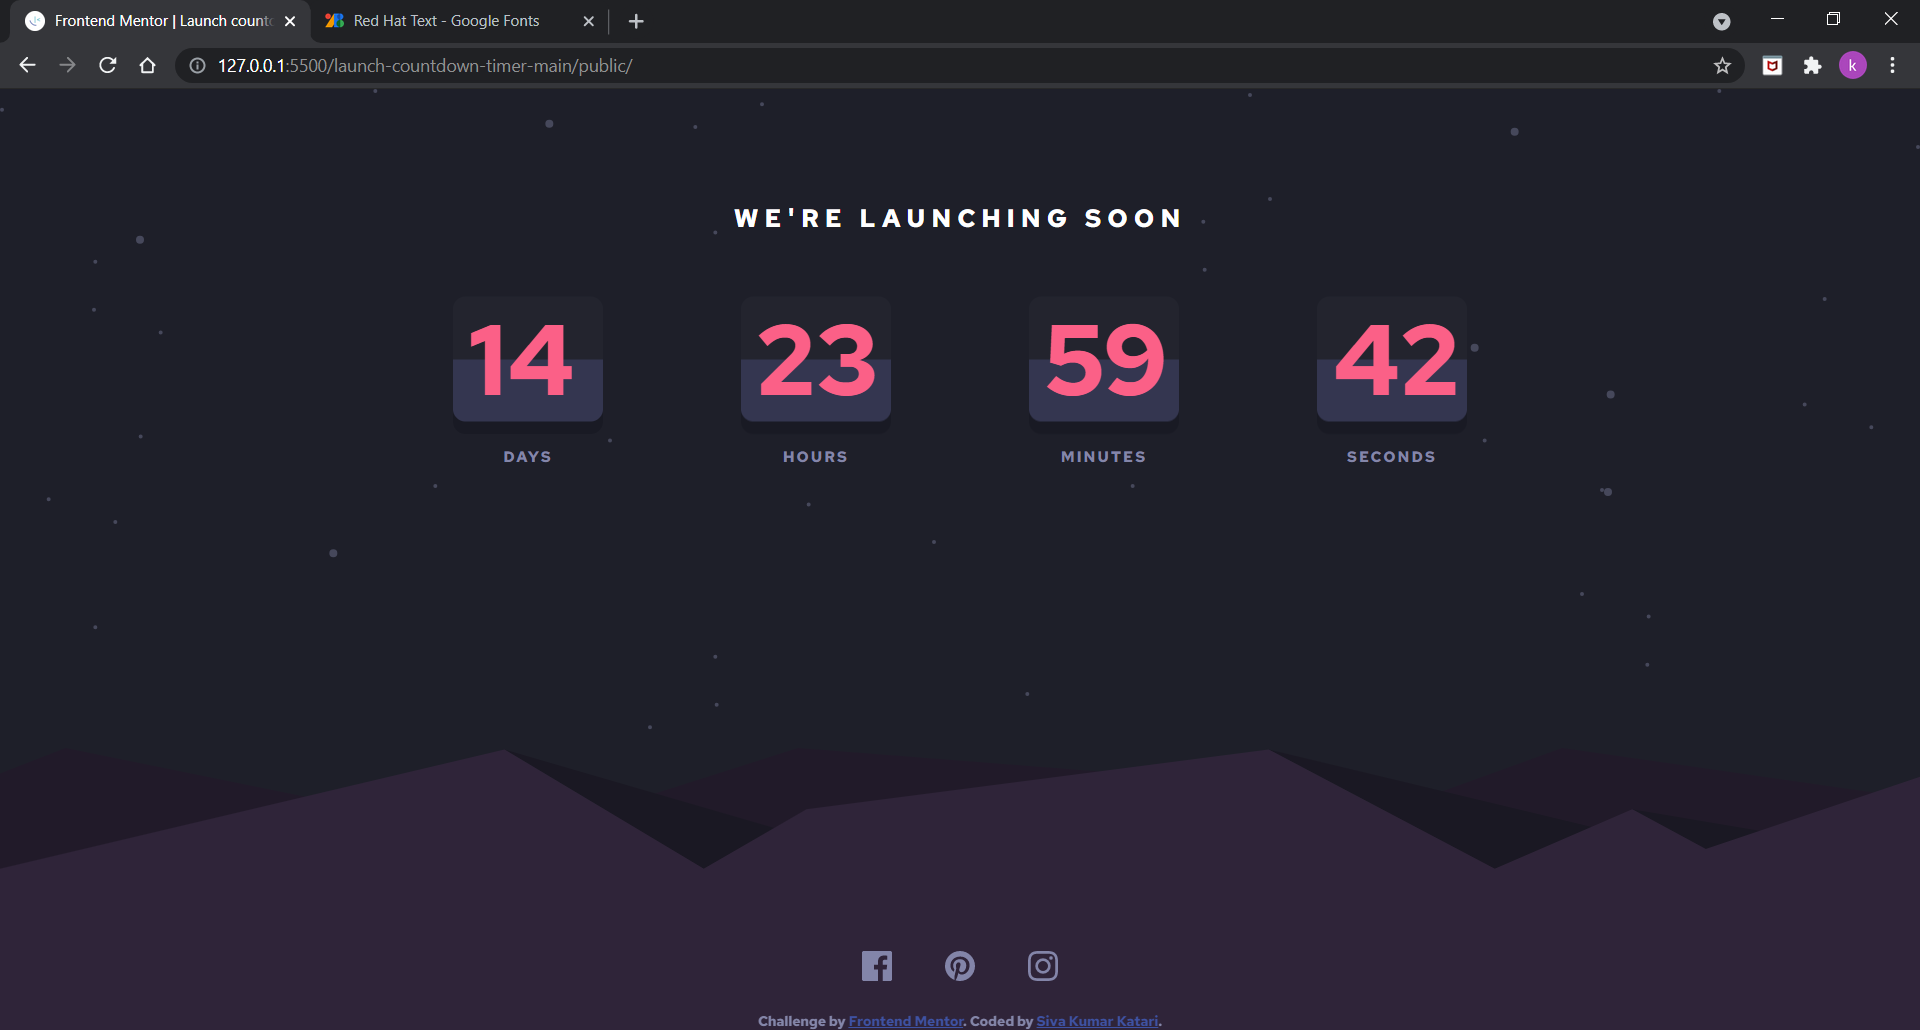 Frontend Mentor | Launch count
Red Hat Text - Google Fonts
127.0.0.1:5500/launch-countdown-timer-main/public/
k
WE'RE LAUNCHING SOON
14 23 59 42
DAYS HOURS MINUTES SECONDS
Challenge by Frontend Mentor. Coded by Siva Kumar Katari.